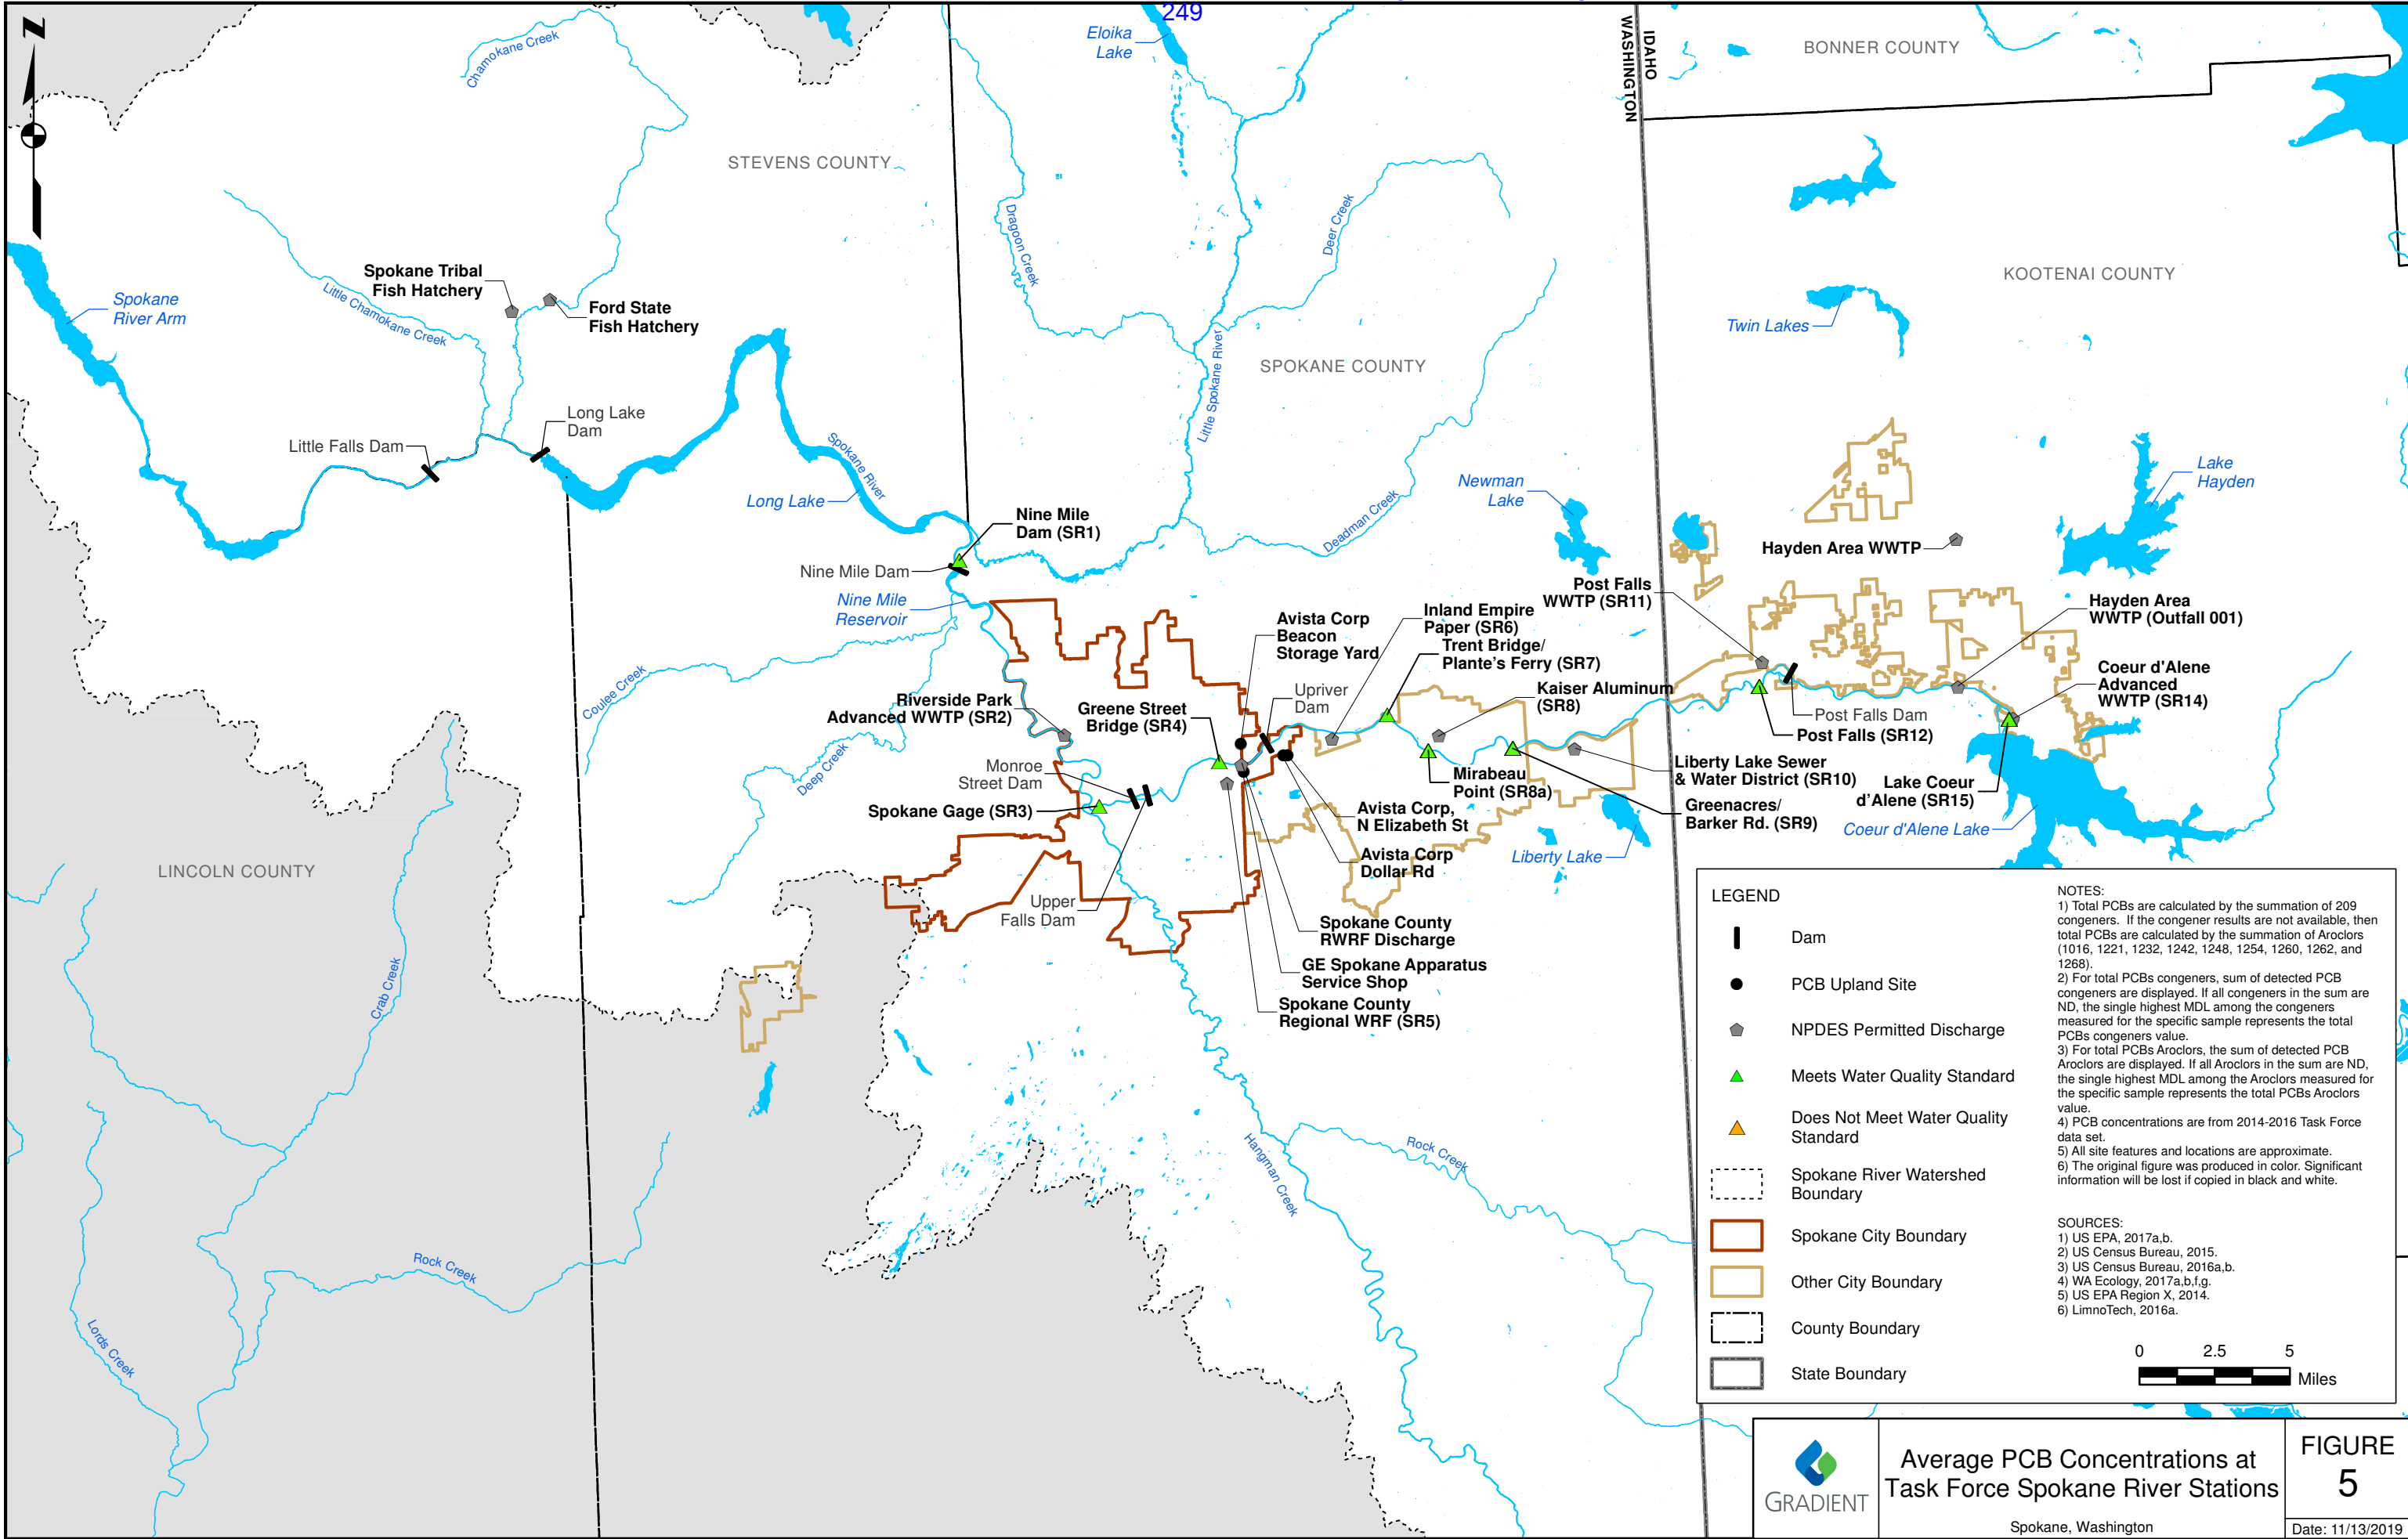 249
N
Chamokane Creek
Eloika
Lake
IDAHO
WASHINGTON
BONNER COUNTY
STEVENS COUNTY
Dragoon Creek
Deer Creek
KOOTENAI COUNTY
Spokane Tribal
Fish Hatchery
Ford State
Fish Hatchery
Spokane
River Arm
Little Chamokane Creek
Twin Lakes
Little Spokane River
SPOKANE COUNTY
Long Lake
Dam
Little Falls Dam
Spokane River
Long Lake
Newman
Lake
Lake
Hayden
Deadman Creek
Nine Mile
Dam (SR1)
Nine Mile Dam
Nine Mile
Reservoir
Hayden Area WWTP
Post Falls
WWTP (SR11)
Hayden Area
WWTP (Outfall 001)
Avista Corp
Beacon
Storage Yard
Inland Empire
Paper (SR6)
Trent Bridge/
Plante's Ferry (SR7)
Kaiser Aluminum
(SR8)
Coeur d'Alene
Advanced
WWTP (SR14)
Coulee Creek
Riverside Park
Advanced WWTP (SR2)
Greene Street
Bridge (SR4)
Upriver
Dam
Post Falls Dam
Post Falls (SR12)
Deep Creek
Monroe
Street Dam
Spokane Gage (SR3)
Mirabeau
Point (SR8a)
Liberty Lake Sewer
& Water District (SR10)
Greenacres/
Barker Rd. (SR9)
Lake Coeur
d'Alene (SR15)
Coeur d'Alene Lake
Avista Corp,
N Elizabeth St
Avista Corp
Dollar Rd
Liberty Lake
LINCOLN COUNTY
Upper
Falls Dam
Spokane County
RWRF Discharge
GE Spokane Apparatus
Service Shop
Spokane County
Regional WRF (SR5)
Crab Creek
Hangman Creek
Rock Creek
Rock Creek
Lords Creek
LEGEND
Dam
PCB Upland Site
NPDES Permitted Discharge
Meets Water Quality Standard
Does Not Meet Water Quality
Standard
Spokane River Watershed
Boundary
Spokane City Boundary
Other City Boundary
County Boundary
State Boundary
NOTES:
1) Total PCBs are calculated by the summation of 209
congeners. If the congener results are not available, then
total PCBs are calculated by the summation of Aroclors
(1016, 1221, 1232, 1242, 1248, 1254, 1260, 1262, and
1268).
2) For total PCBs congeners, sum of detected PCB
congeners are displayed. If all congeners in the sum are
ND, the single highest MDL among the congeners
measured for the specific sample represents the total
PCBs congeners value.
3) For total PCBs Aroclors, the sum of detected PCB
Aroclors are displayed. If all Aroclors in the sum are ND,
the single highest MDL among the Aroclors measured for
the specific sample represents the total PCBs Aroclors
value.
4) PCB concentrations are from 2014-2016 Task Force
data set.
5) All site features and locations are approximate.
6) The original figure was produced in color. Significant
information will be lost if copied in black and white.
SOURCES:
1) US EPA, 2017a,b.
2) US Census Bureau, 2015.
3) US Census Bureau, 2016a,b.
4) WA Ecology, 2017a,b,f,g.
5) US EPA Region X, 2014.
6) LimnoTech, 2016a.
0 2.5 5
Miles
GRADIENT
Average PCB Concentrations at
Task Force Spokane River Stations
Spokane, Washington
FIGURE
5
Date: 11/13/2019